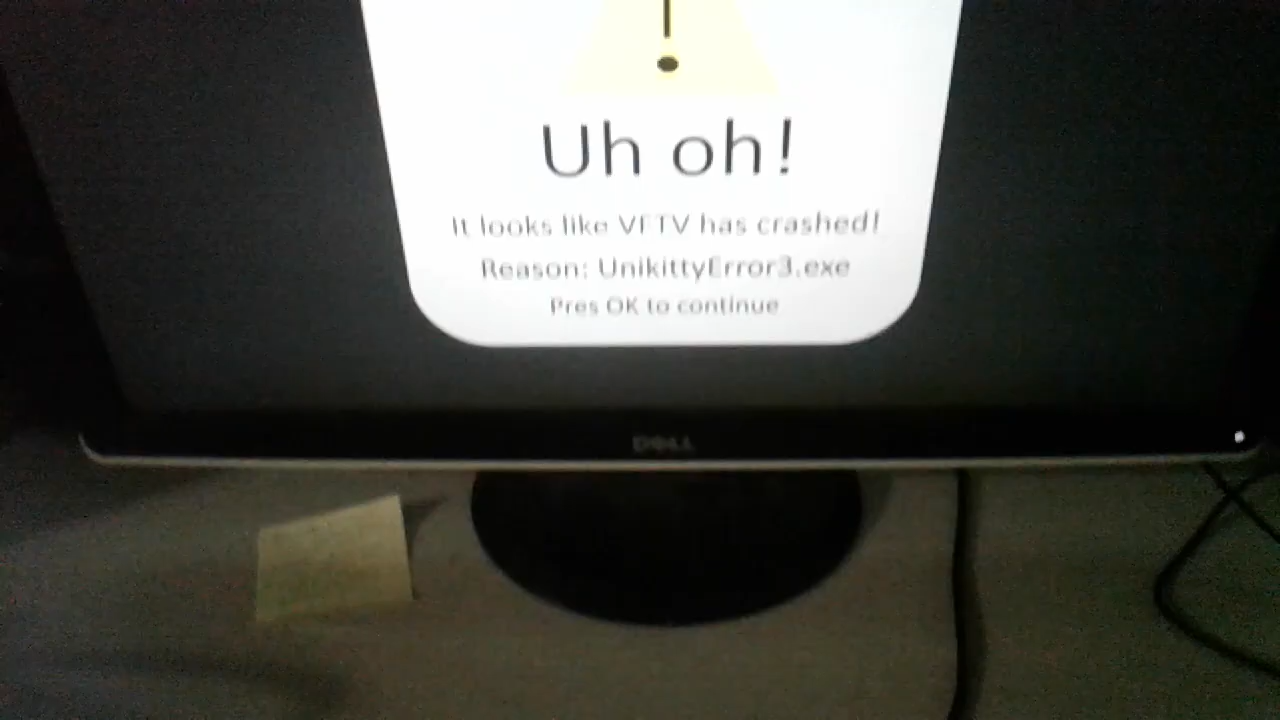 !
Uh oh!
It looks like VFTV has crashed!
Reason: UnikittyError3.exe
Pres OK to continue
DELL